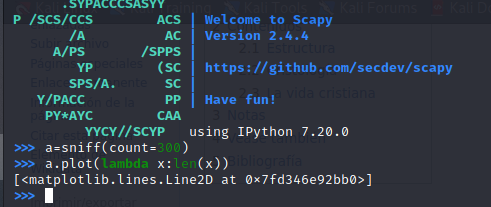 .SYPACCCSASYY
P /SCS/CCS ACS | Welcome to Scapy
/A AC | Version 2.4.4
A/PS /SPPS |
YP (SC | https://github.com/secdev/scapy
SPS/A. SC |
Y/PACC PP | Have fun!
PY*AYC CAA |
YYCY//SCYP using IPython 7.20.0
>>> a=sniff(count=300)
>>> a.plot(lambda x:len(x))
[<matplotlib.lines.Line2D at 0×7fd346e92bb0>]
>>>